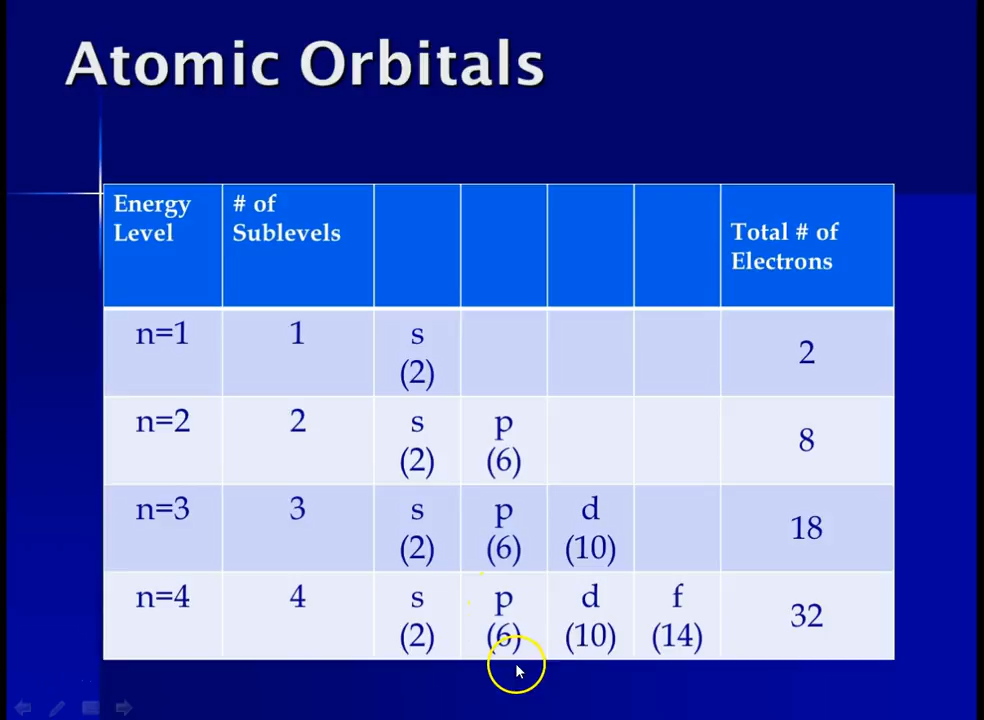 Atomic Orbitals
Energy Level
# of Sublevels
Total # of Electrons
n=1 1 s (2) 2
n=2 2 s (2) p (6) 8
n=3 3 s (2) p (6) d (10) 18
n=4 4 s (2) p (6) d (10) f (14) 32